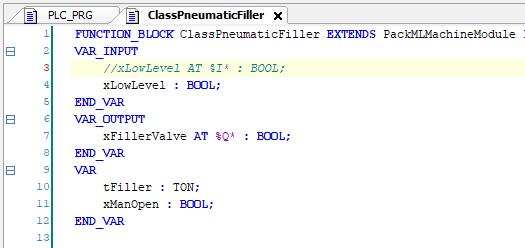 PLC_PRG
ClassPneumaticFiller
1 FUNCTION_BLOCK ClassPneumaticFiller EXTENDS PackMLMachineModule
2 VAR_INPUT
3 //xLowLevel AT %I* : BOOL;
4 xLowLevel : BOOL;
5 END_VAR
6 VAR_OUTPUT
7 xFillerValve AT %Q* : BOOL;
8 END_VAR
9 VAR
10 tFiller : TON;
11 xManOpen : BOOL;
12 END_VAR
13